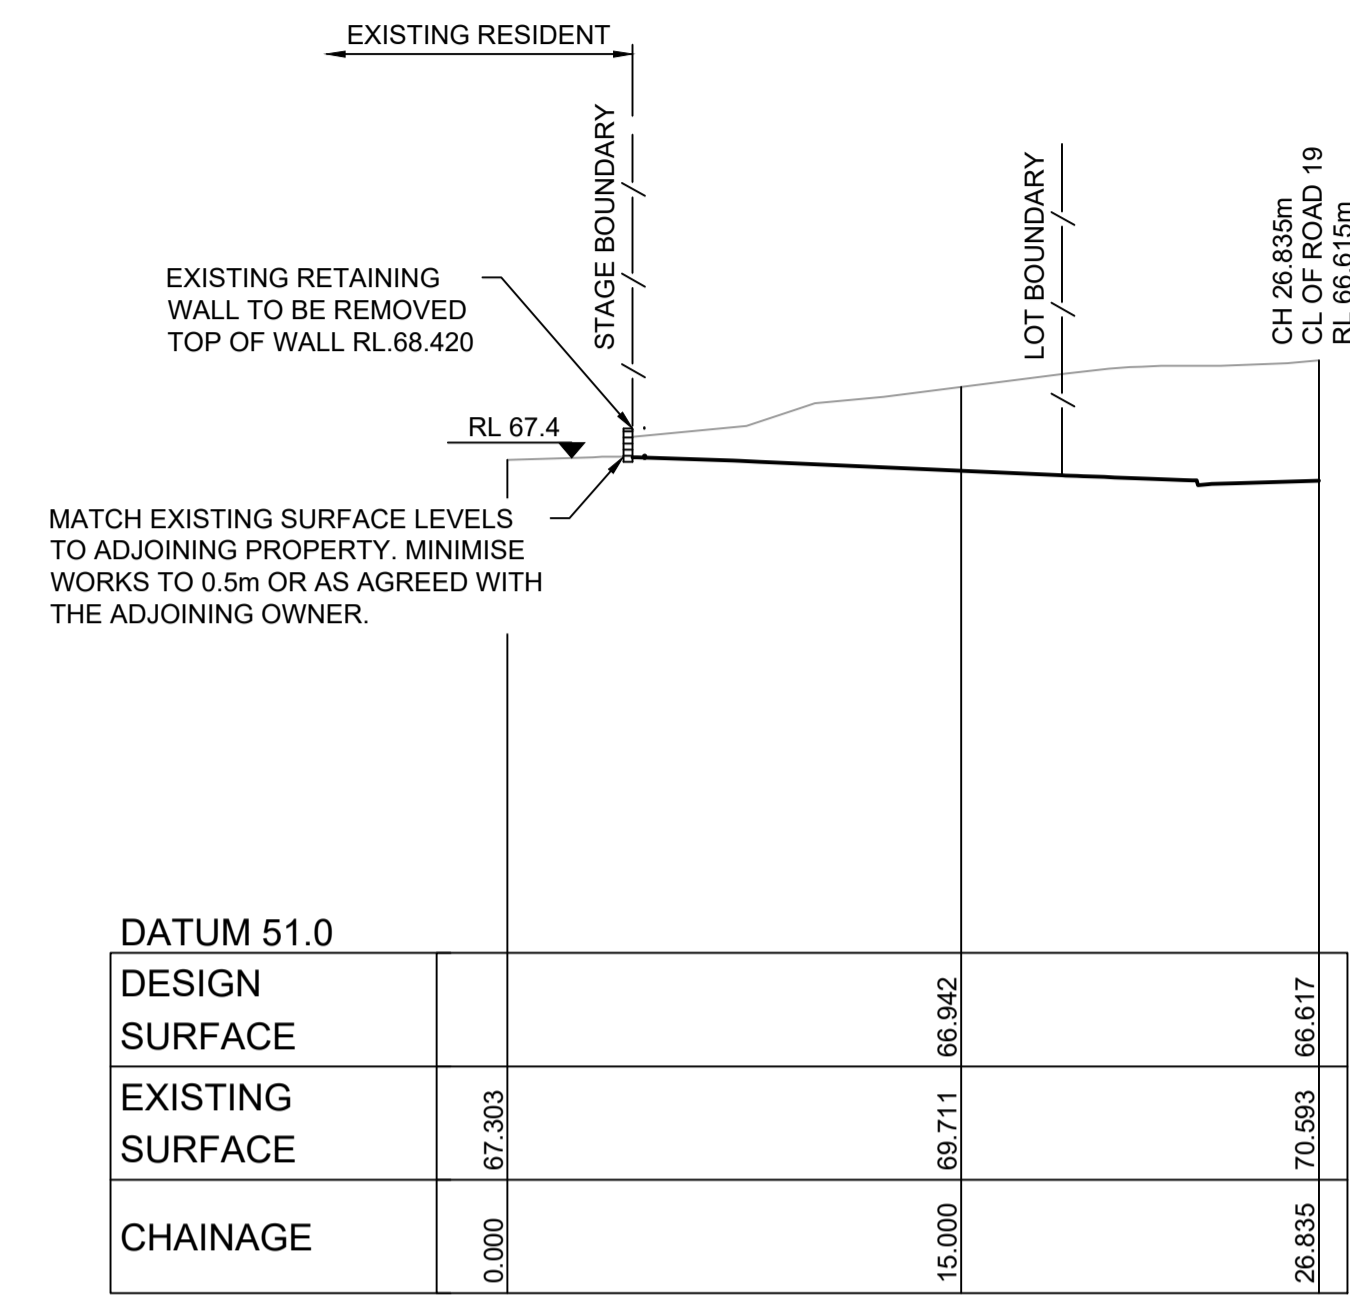 EXISTING RESIDENT
STAGE BOUNDARY
LOT BOUNDARY
CH 26.835m
CL OF ROAD 19
RL 66.615m
EXISTING RETAINING
WALL TO BE REMOVED
TOP OF WALL RL.68.420
RL 67.4
MATCH EXISTING SURFACE LEVELS
TO ADJOINING PROPERTY. MINIMISE
WORKS TO 0.5m OR AS AGREED WITH
THE ADJOINING OWNER.
DATUM 51.0
DESIGN
SURFACE
66.942
66.617
EXISTING
SURFACE
67.303
69.711
70.593
CHAINAGE
0.000
15.000
26.835